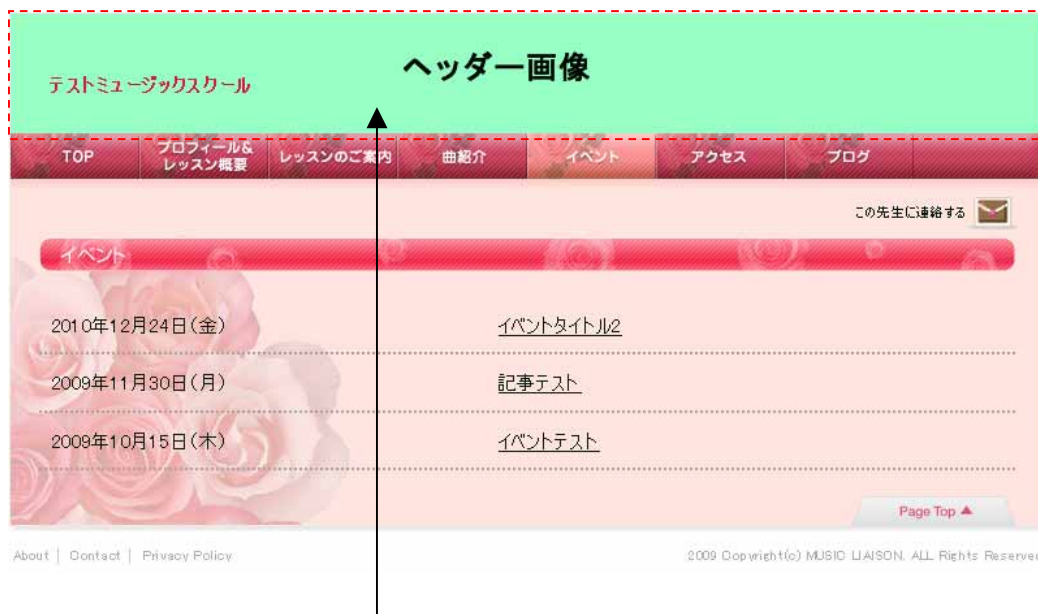 ヘッダー画像
テストミュージックスクール
TOP
プロフィール&
レッスン概要
レッスンのご案内
曲紹介
イベント
アクセス
ブログ
この先生に連絡する
イベント
2010年12月24日(金) イベントタイトル2
2009年11月30日(月) 記事テスト
2009年10月15日(木) イベントテスト
Page Top ▲
About | Contact | Privacy Policy
2009 Copyright(c) MUSIC LIAISON. ALL Rights Reserved